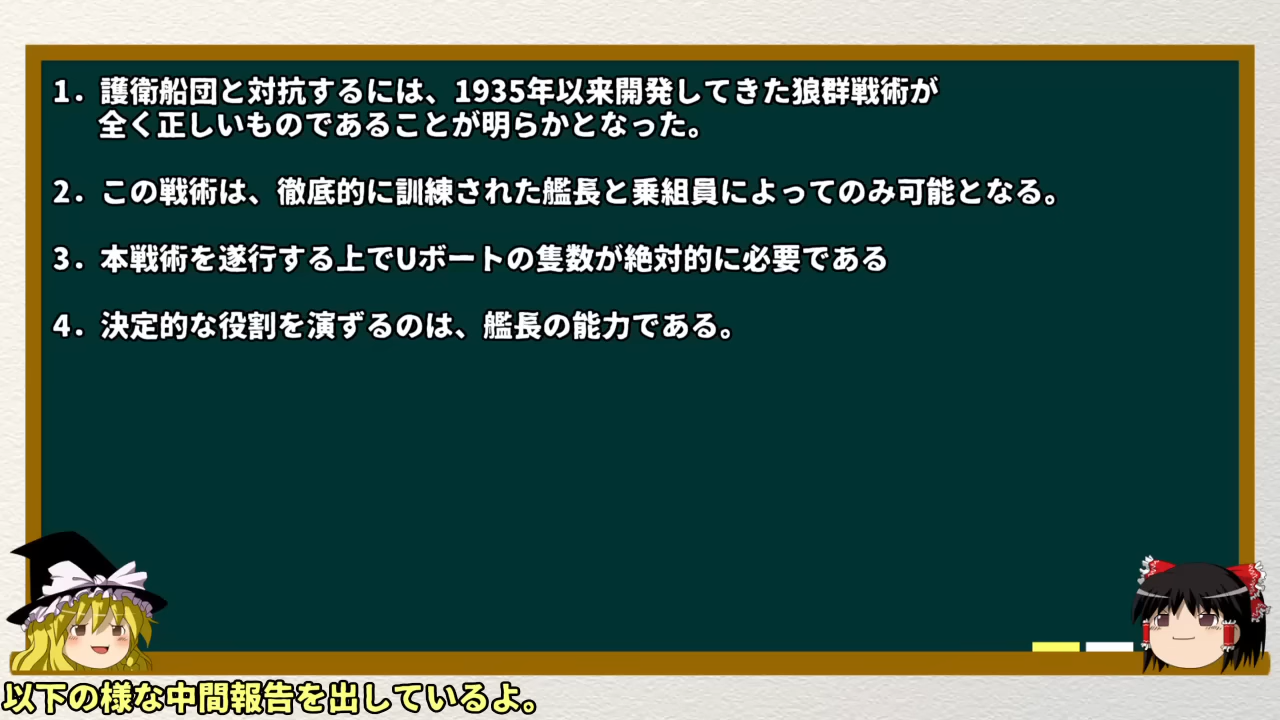 1. 護衛船団と対抗するには、1935年以来開発してきた狼群戦術が
全く正しいものであることが明らかとなった。
2. この戦術は、徹底的に訓練された艦長と乗組員によってのみ可能となる。
3. 本戦術を遂行する上でUボートの隻数が絶対的に必要である
4. 決定的な役割を演ずるのは、艦長の能力である。
以下の様な中間報告を出しているよ。